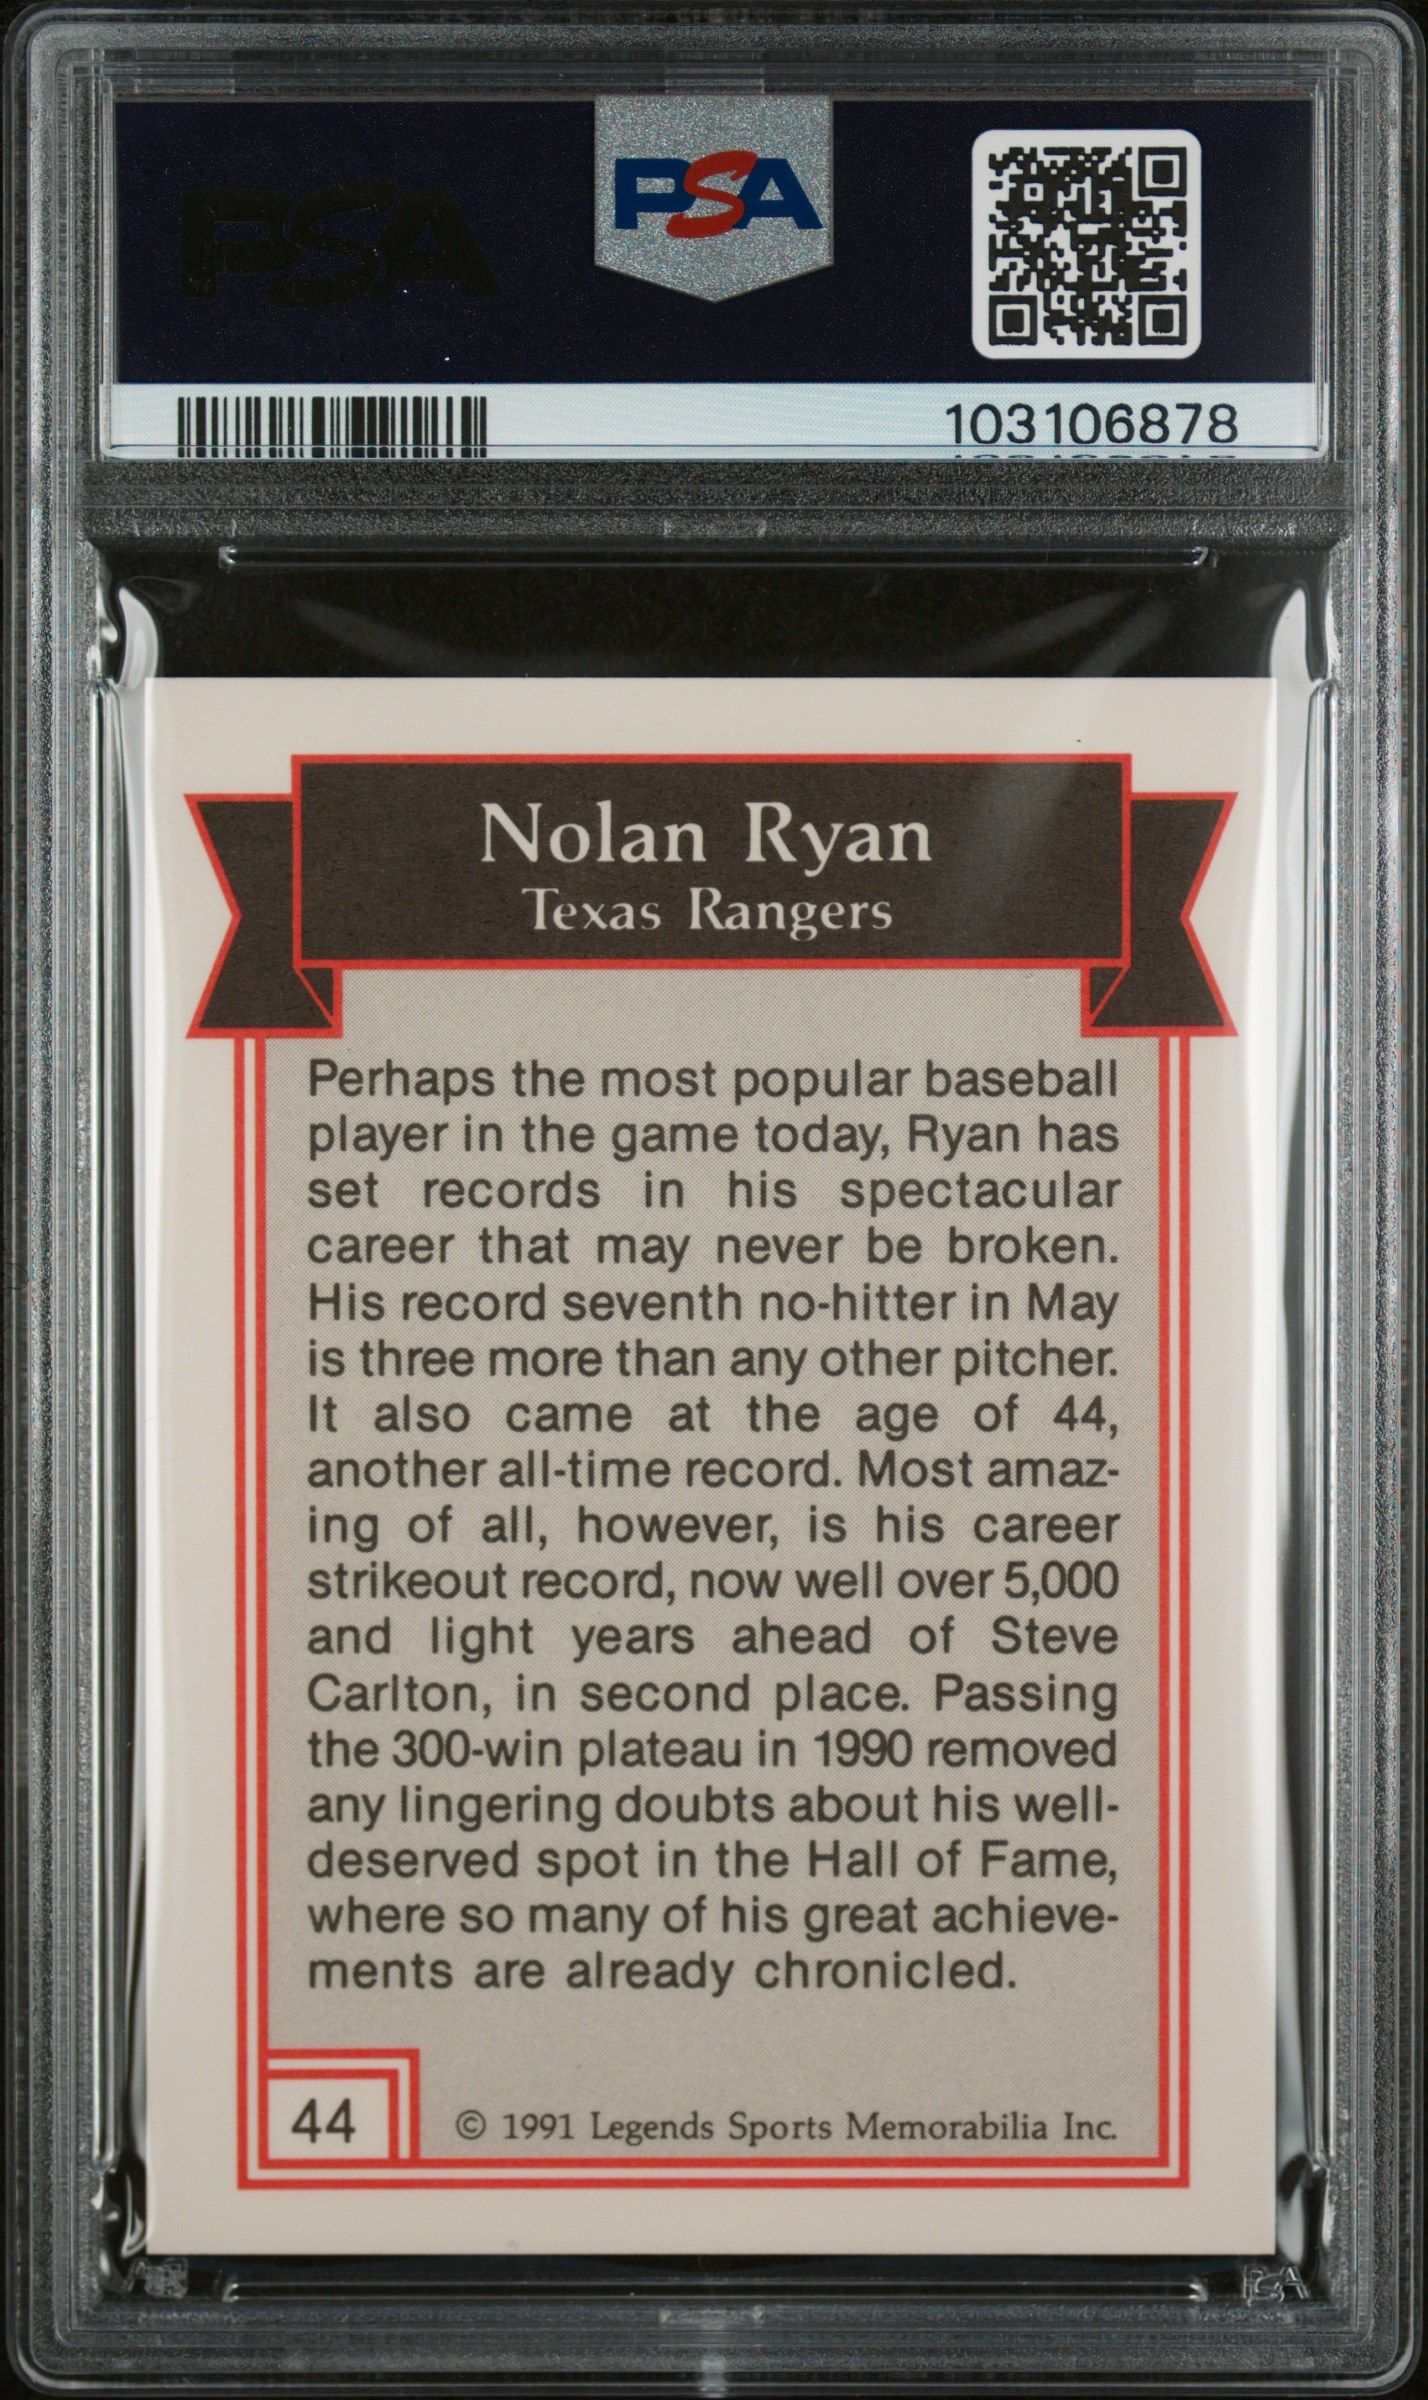 PSA
PSA
103106878
Nolan Ryan
Texas Rangers
Perhaps the most popular baseball
player in the game today, Ryan has
set records in his spectacular
career that may never be broken.
His record seventh no-hitter in May
is three more than any other pitcher.
It also came at the age of 44,
another all-time record. Most amaz-
ing of all, however, is his career
strikeout record, now well over 5,000
and light years ahead of Steve
Carlton, in second place. Passing
the 300-win plateau in 1990 removed
any lingering doubts about his well-
deserved spot in the Hall of Fame,
where so many of his great achieve-
ments are already chronicled.
44
© 1991 Legends Sports Memorabilia Inc.
PSA